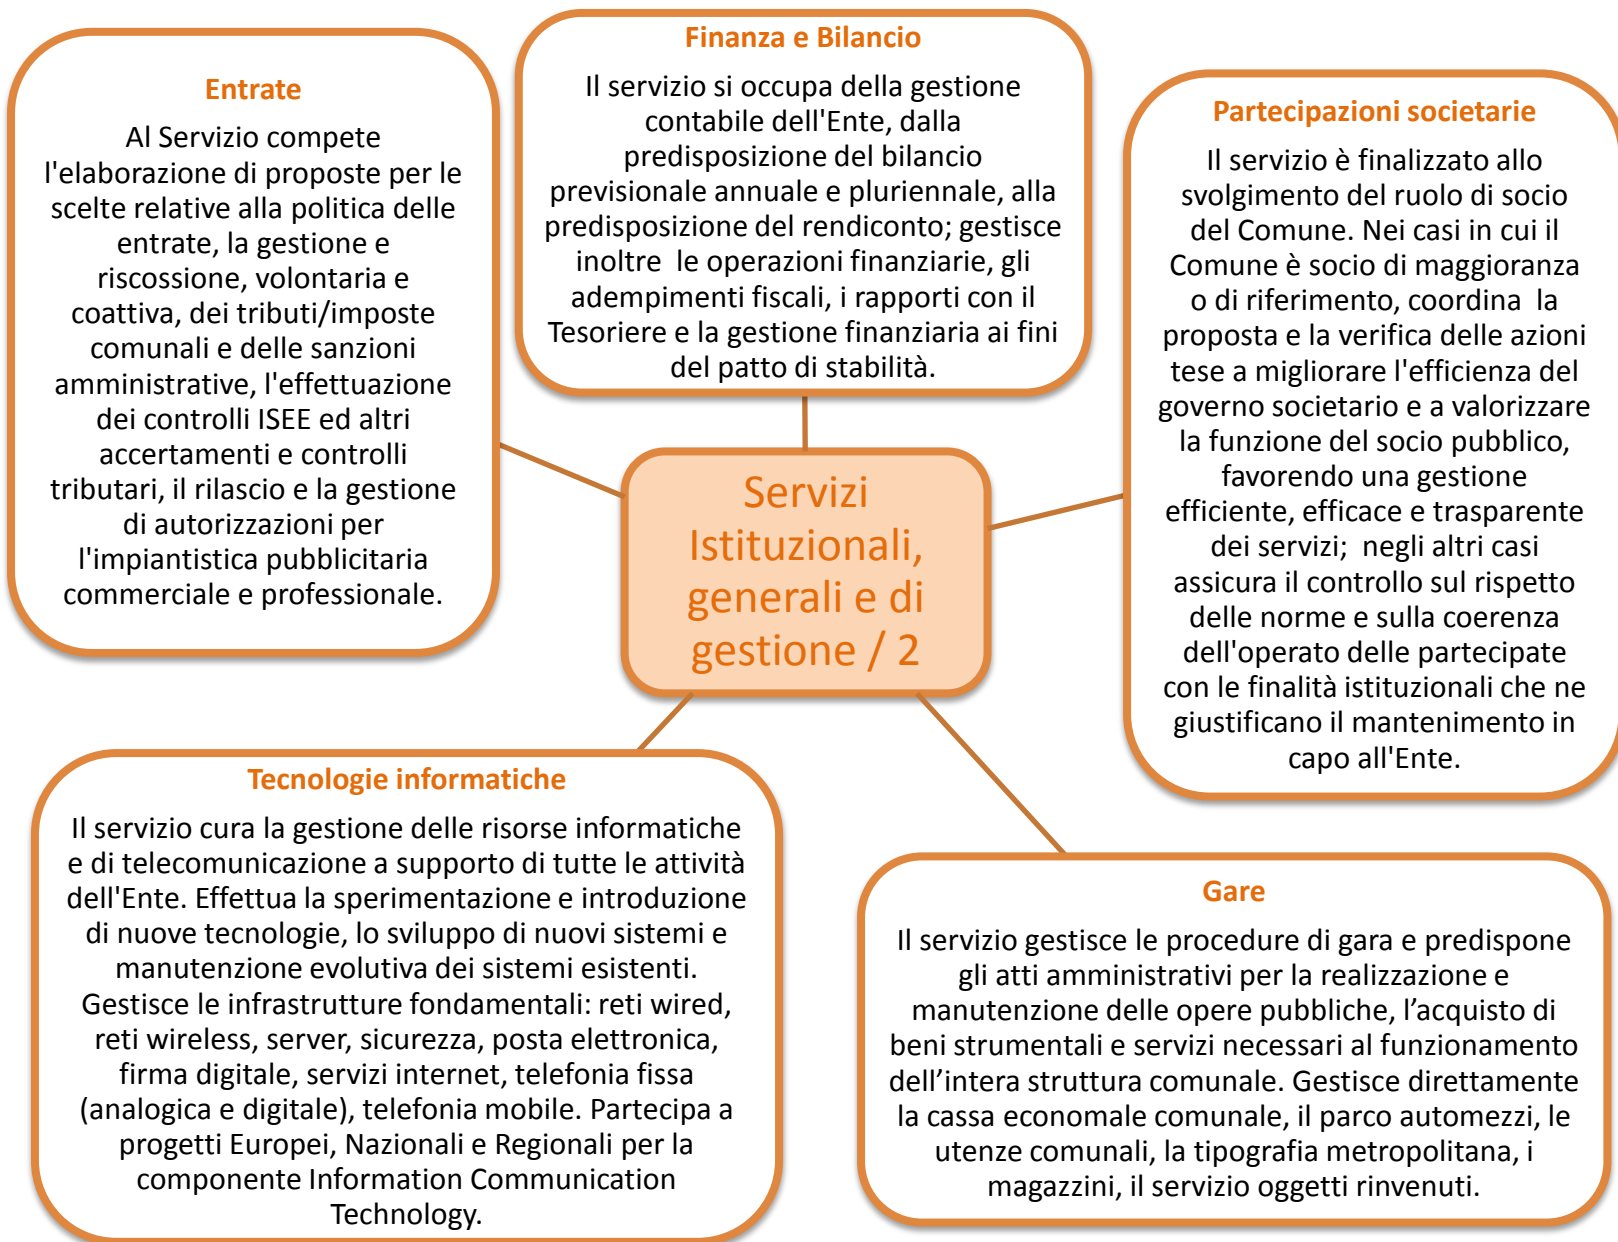 Finanza e Bilancio
Il servizio si occupa della gestione
contabile dell'Ente, dalla
predisposizione del bilancio
previsionale annuale e pluriennale, alla
predisposizione del rendiconto; gestisce
inoltre  le operazioni finanziarie, gli
adempimenti fiscali, i rapporti con il
Tesoriere e la gestione finanziaria ai fini
del patto di stabilità.
Entrate
Al Servizio compete
l'elaborazione di proposte per le
scelte relative alla politica delle
entrate, la gestione e
riscossione, volontaria e
coattiva, dei tributi/imposte
comunali e delle sanzioni
amministrative, l'effettuazione
dei controlli ISEE ed altri
accertamenti e controlli
tributari, il rilascio e la gestione
di autorizzazioni per
l'impiantistica pubblicitaria
commerciale e professionale.
Partecipazioni societarie
Il servizio è finalizzato allo
svolgimento del ruolo di socio
del Comune. Nei casi in cui il
Comune è socio di maggioranza
o di riferimento, coordina  la
proposta e la verifica delle azioni
tese a migliorare l'efficienza del
governo societario e a valorizzare
la funzione del socio pubblico,
favorendo una gestione
efficiente, efficace e trasparente
dei servizi;  negli altri casi
assicura il controllo sul rispetto
delle norme e sulla coerenza
dell'operato delle partecipate
con le finalità istituzionali che ne
giustificano il mantenimento in
capo all'Ente.
Servizi
Istituzionali,
generali e di
gestione / 2
Tecnologie informatiche
Il servizio cura la gestione delle risorse informatiche
e di telecomunicazione a supporto di tutte le attività
dell'Ente. Effettua la sperimentazione e introduzione
di nuove tecnologie, lo sviluppo di nuovi sistemi e
manutenzione evolutiva dei sistemi esistenti.
Gestisce le infrastrutture fondamentali: reti wired,
reti wireless, server, sicurezza, posta elettronica,
firma digitale, servizi internet, telefonia fissa
(analogica e digitale), telefonia mobile. Partecipa a
progetti Europei, Nazionali e Regionali per la
componente Information Communication
Technology.
Gare
Il servizio gestisce le procedure di gara e predispone
gli atti amministrativi per la realizzazione e
manutenzione delle opere pubbliche, l’acquisto di
beni strumentali e servizi necessari al funzionamento
dell’intera struttura comunale. Gestisce direttamente
la cassa economale comunale, il parco automezzi, le
utenze comunali, la tipografia metropolitana, i
magazzini, il servizio oggetti rinvenuti.